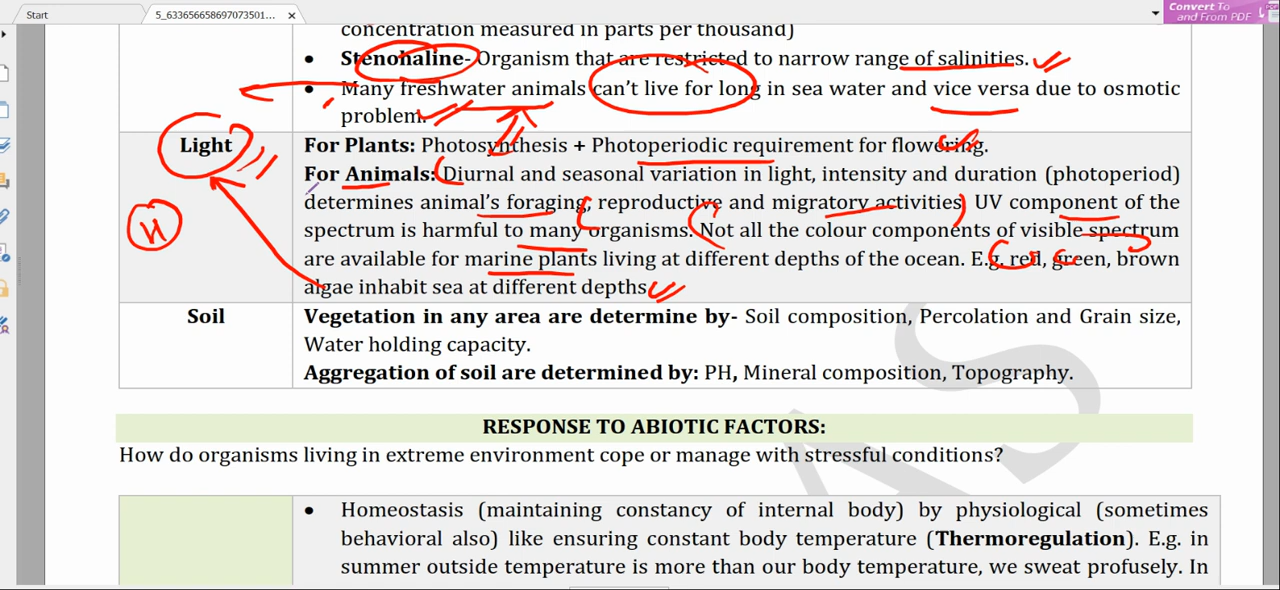 Start
5_633656658697073501...
Convert To
and From PDF
concentration measured in parts per thousand)
• Stenohaline- Organism that are restricted to narrow range of salinities.
• Many freshwater animals can't live for long in sea water and vice versa due to osmotic
problem.
Light
For Plants: Photosynthesis + Photoperiodic requirement for flowering.
For Animals: Diurnal and seasonal variation in light, intensity and duration (photoperiod)
determines animal's foraging, reproductive and migratory activities. UV component of the
spectrum is harmful to many organisms. Not all the colour components of visible spectrum
are available for marine plants living at different depths of the ocean. E.g. red, green, brown
algae inhabit sea at different depths
Soil
Vegetation in any area are determine by- Soil composition, Percolation and Grain size,
Water holding capacity.
Aggregation of soil are determined by: PH, Mineral composition, Topography.
RESPONSE TO ABIOTIC FACTORS:
How do organisms living in extreme environment cope or manage with stressful conditions?
• Homeostasis (maintaining constancy of internal body) by physiological (sometimes
behavioral also) like ensuring constant body temperature (Thermoregulation). E.g. in
summer outside temperature is more than our body temperature, we sweat profusely. In